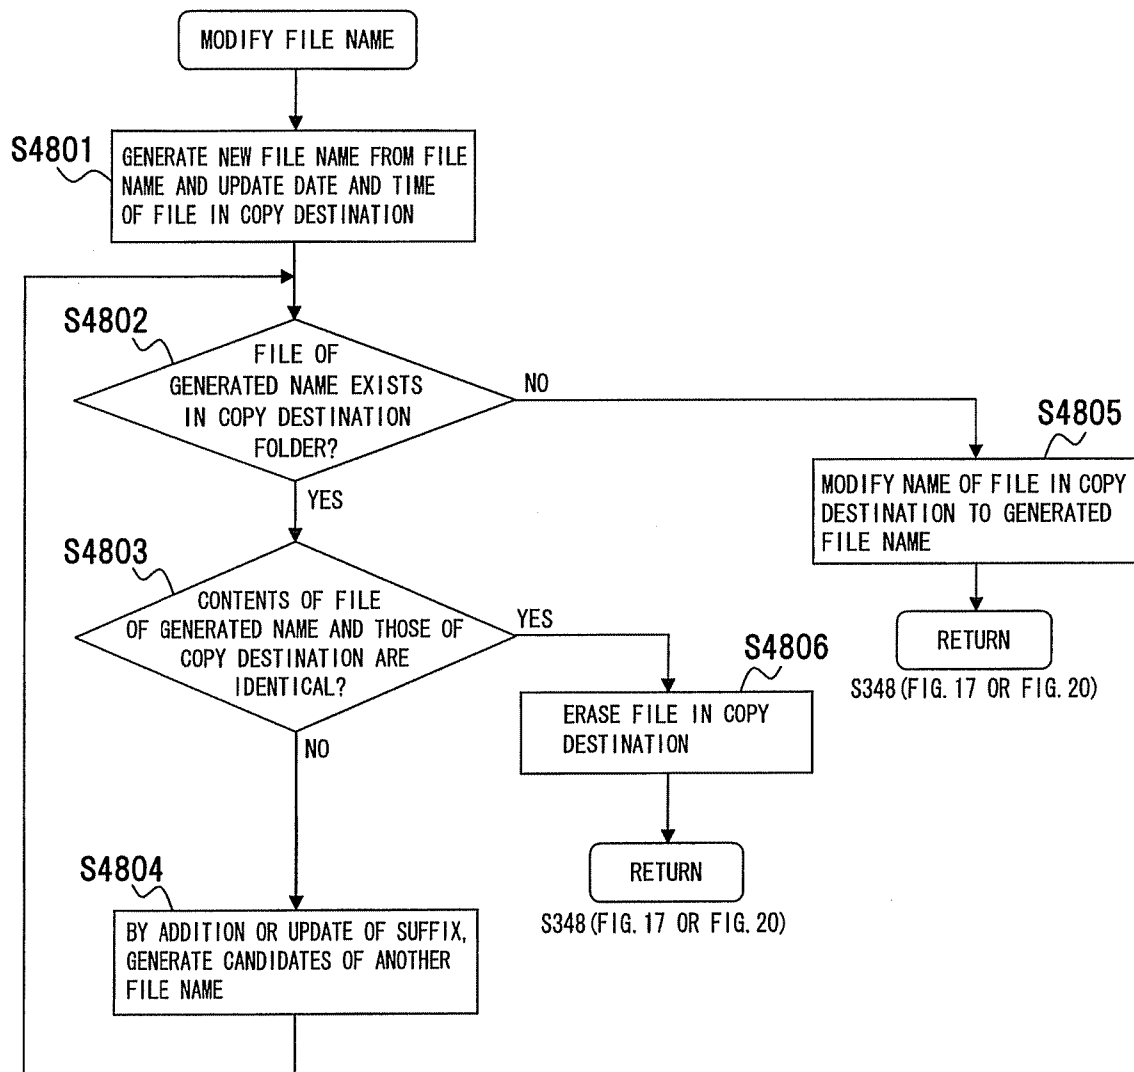 MODIFY FILE NAME
S4801
GENERATE NEW FILE NAME FROM FILE
NAME AND UPDATE DATE AND TIME
OF FILE IN COPY DESTINATION
S4802
FILE OF
GENERATED NAME EXISTS
IN COPY DESTINATION
FOLDER?
NO
YES
S4805
MODIFY NAME OF FILE IN COPY
DESTINATION TO GENERATED
FILE NAME
RETURN
S348(FIG. 17 OR FIG. 20)
S4803
CONTENTS OF FILE
OF GENERATED NAME AND THOSE OF
COPY DESTINATION ARE
IDENTICAL?
YES
NO
S4806
ERASE FILE IN COPY
DESTINATION
RETURN
S348(FIG. 17 OR FIG. 20)
S4804
BY ADDITION OR UPDATE OF SUFFIX,
GENERATE CANDIDATES OF ANOTHER
FILE NAME